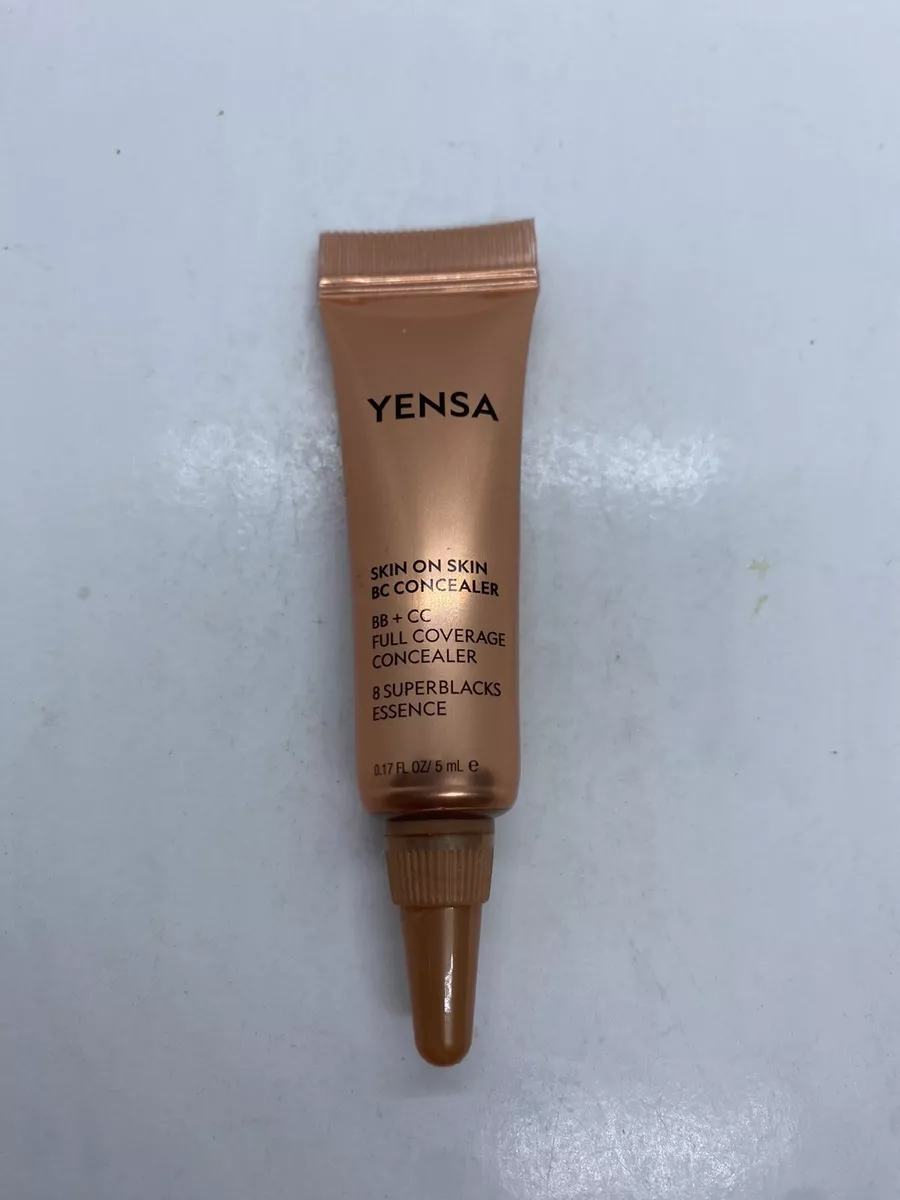 YENSA
SKIN ON SKIN
BC CONCEALER
BB + CC
FULL COVERAGE
CONCEALER
8 SUPERBLACKS
ESSENCE
0.17 FL OZ/ 5 mL ℮